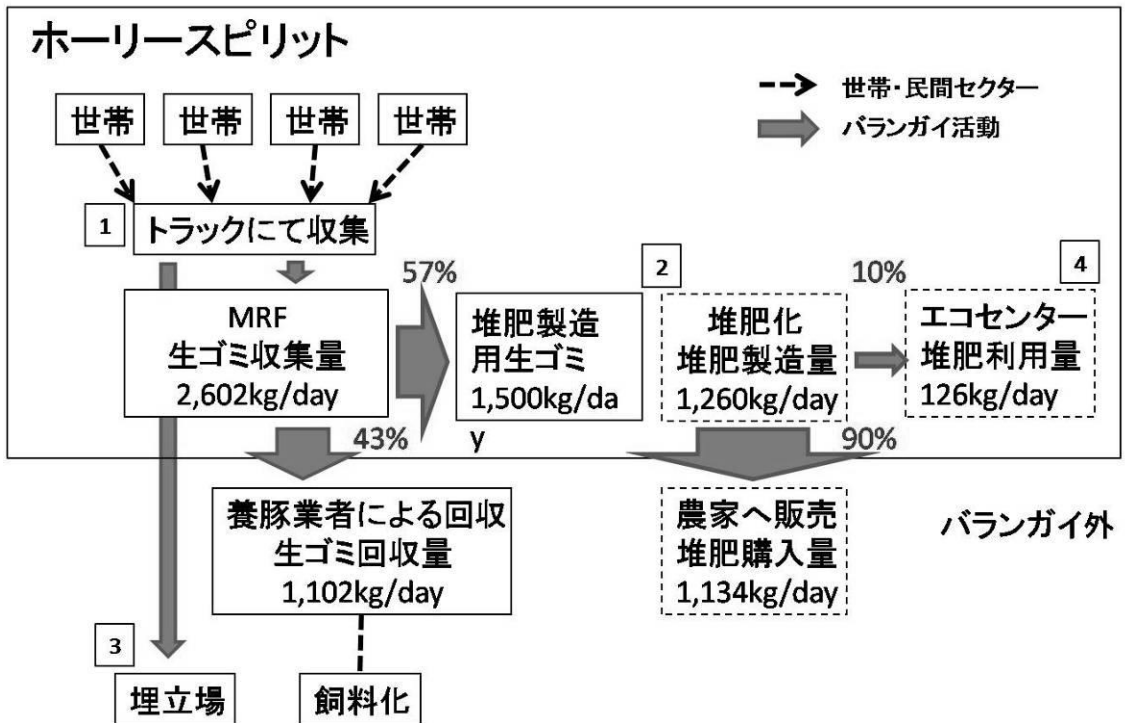 ホーリースピリット
世帯
世帯
世帯
世帯
世帯・民間セクター
バランガイ活動
1
トラックにて収集
MRF
生ゴミ収集量
2,602kg/day
57%
堆肥製造
用生ゴミ
1,500kg/da
y
2
堆肥化
堆肥製造量
1,260kg/day
10%
4
エコセンター
堆肥利用量
126kg/day
43%
90%
養豚業者による回収
生ゴミ回収量
1,102kg/day
農家へ販売
堆肥購入量
1,134kg/day
バランガイ外
3
埋立場
飼料化